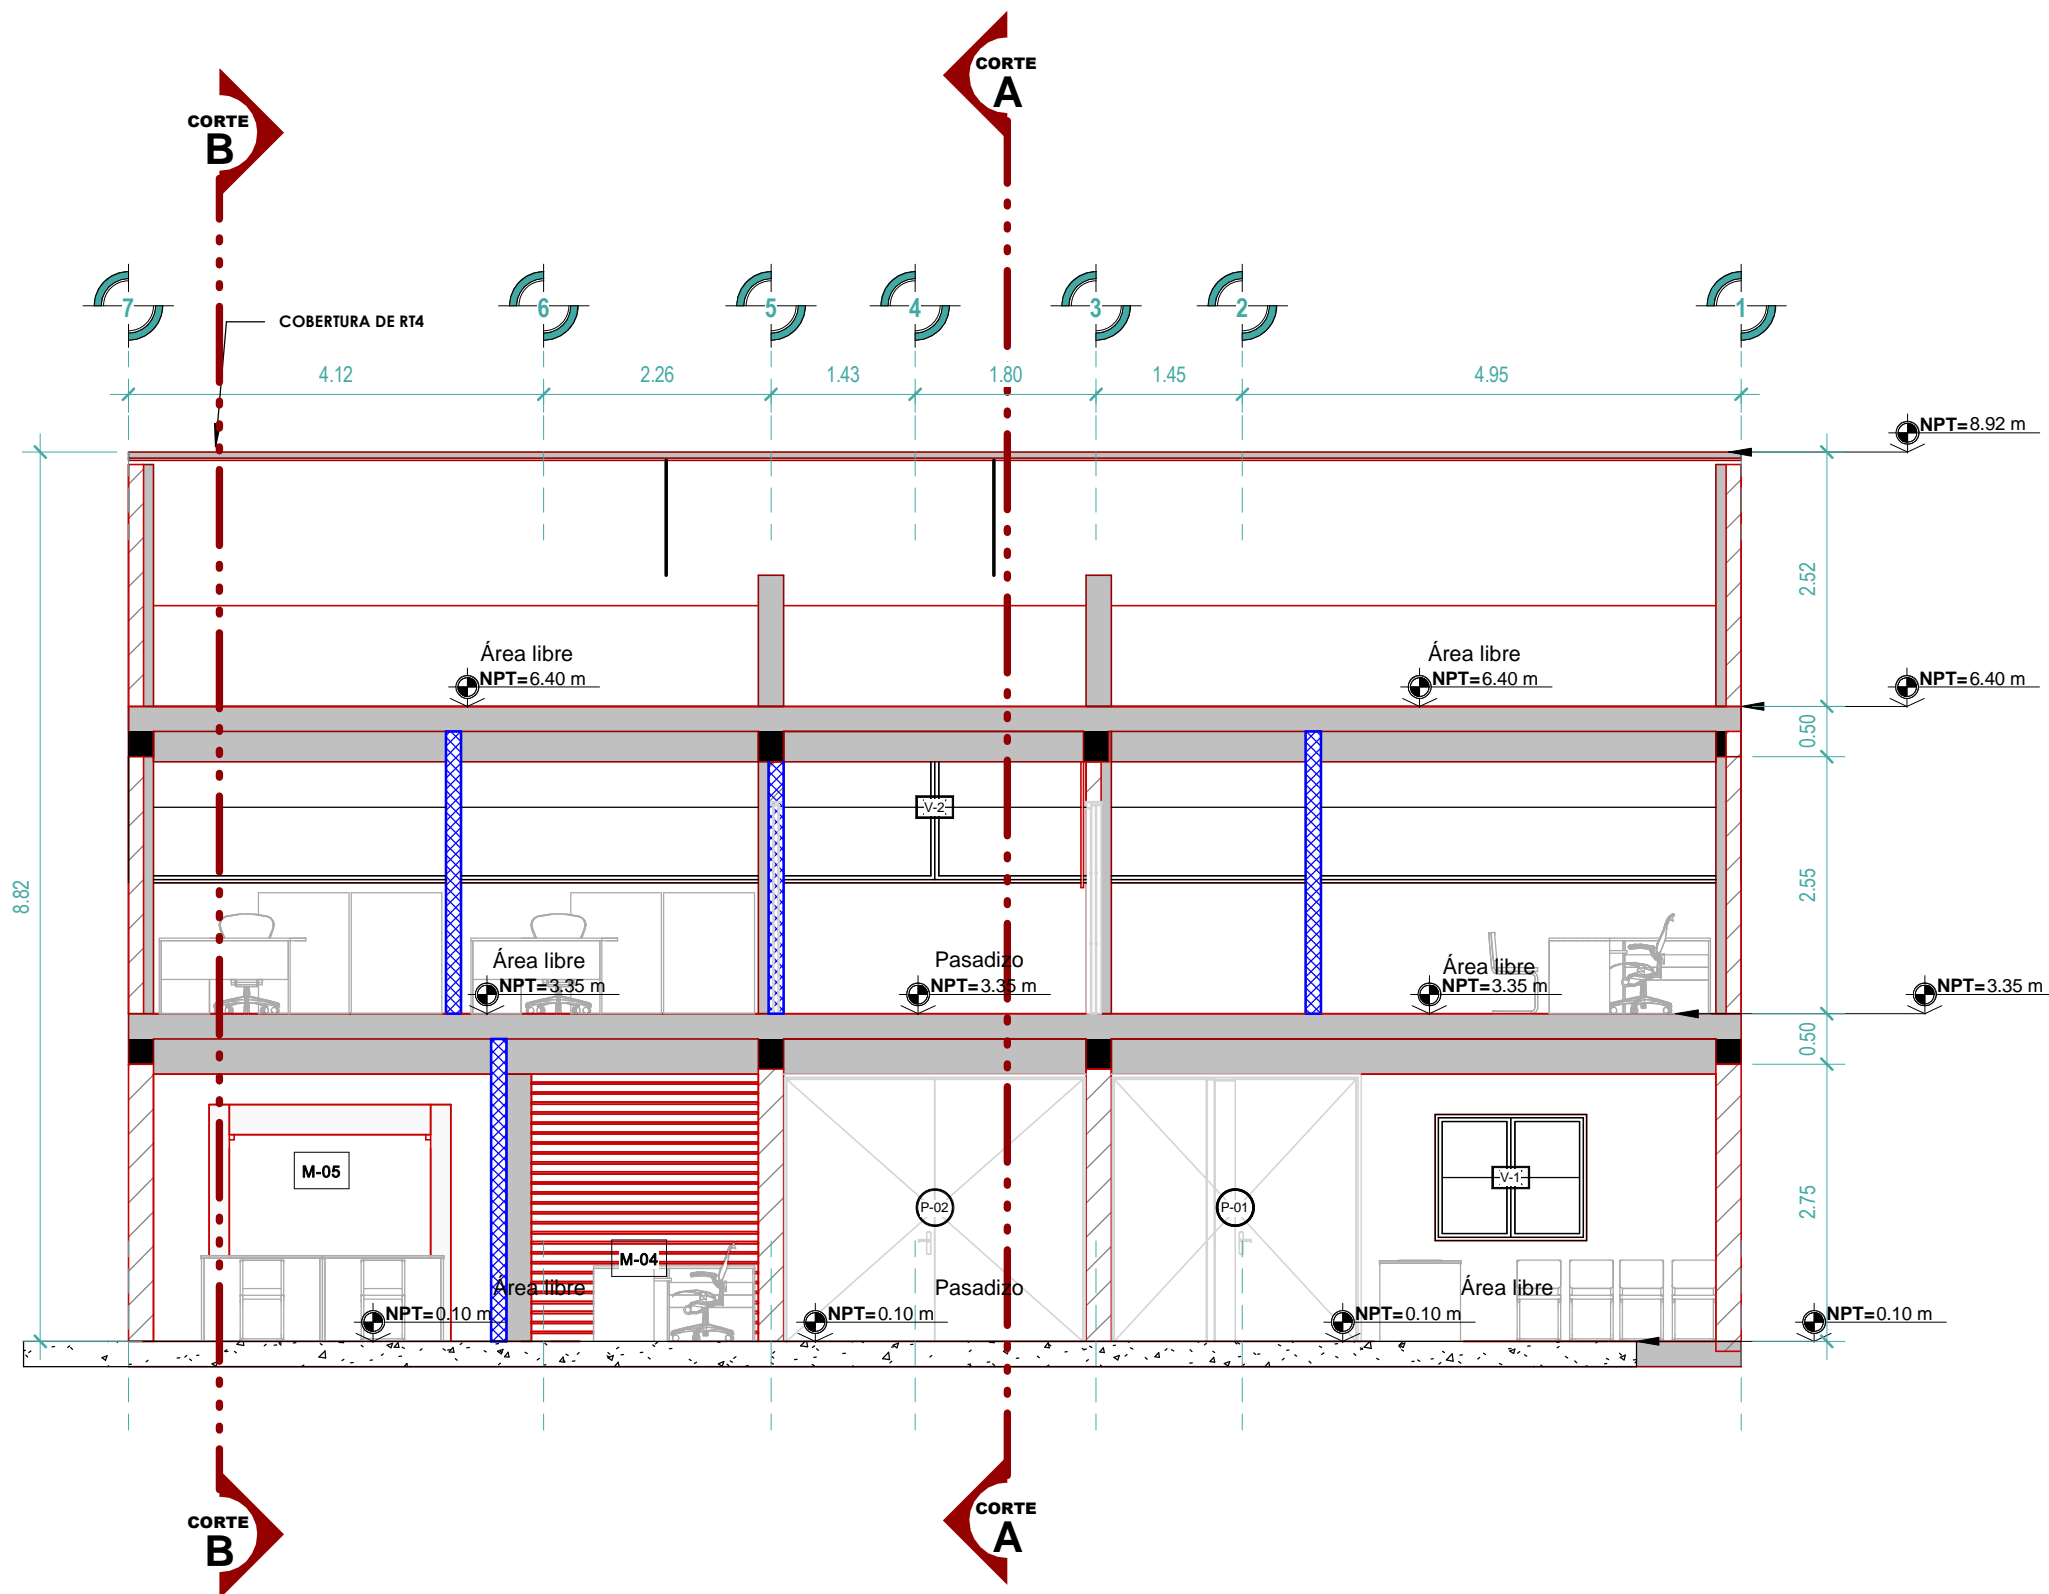 CORTE
A
CORTE
B
7
6
5
4
3
2
1
COBERTURA DE RT4
4.12
2.26
1.43
1.80
1.45
4.95
NPT=8.92 m
2.52
Área libre
NPT=6.40 m
Área libre
NPT=6.40 m
NPT=6.40 m
0.50
V-2
8.82
2.55
Área libre
NPT=3.35 m
Pasadizo
NPT=3.35 m
Área libre
NPT=3.35 m
NPT=3.35 m
0.50
M-05
V-1
P-02
P-01
2.75
M-04
Área libre
NPT=0.10 m
Pasadizo
NPT=0.10 m
Área libre
NPT=0.10 m
NPT=0.10 m
CORTE
B
CORTE
A